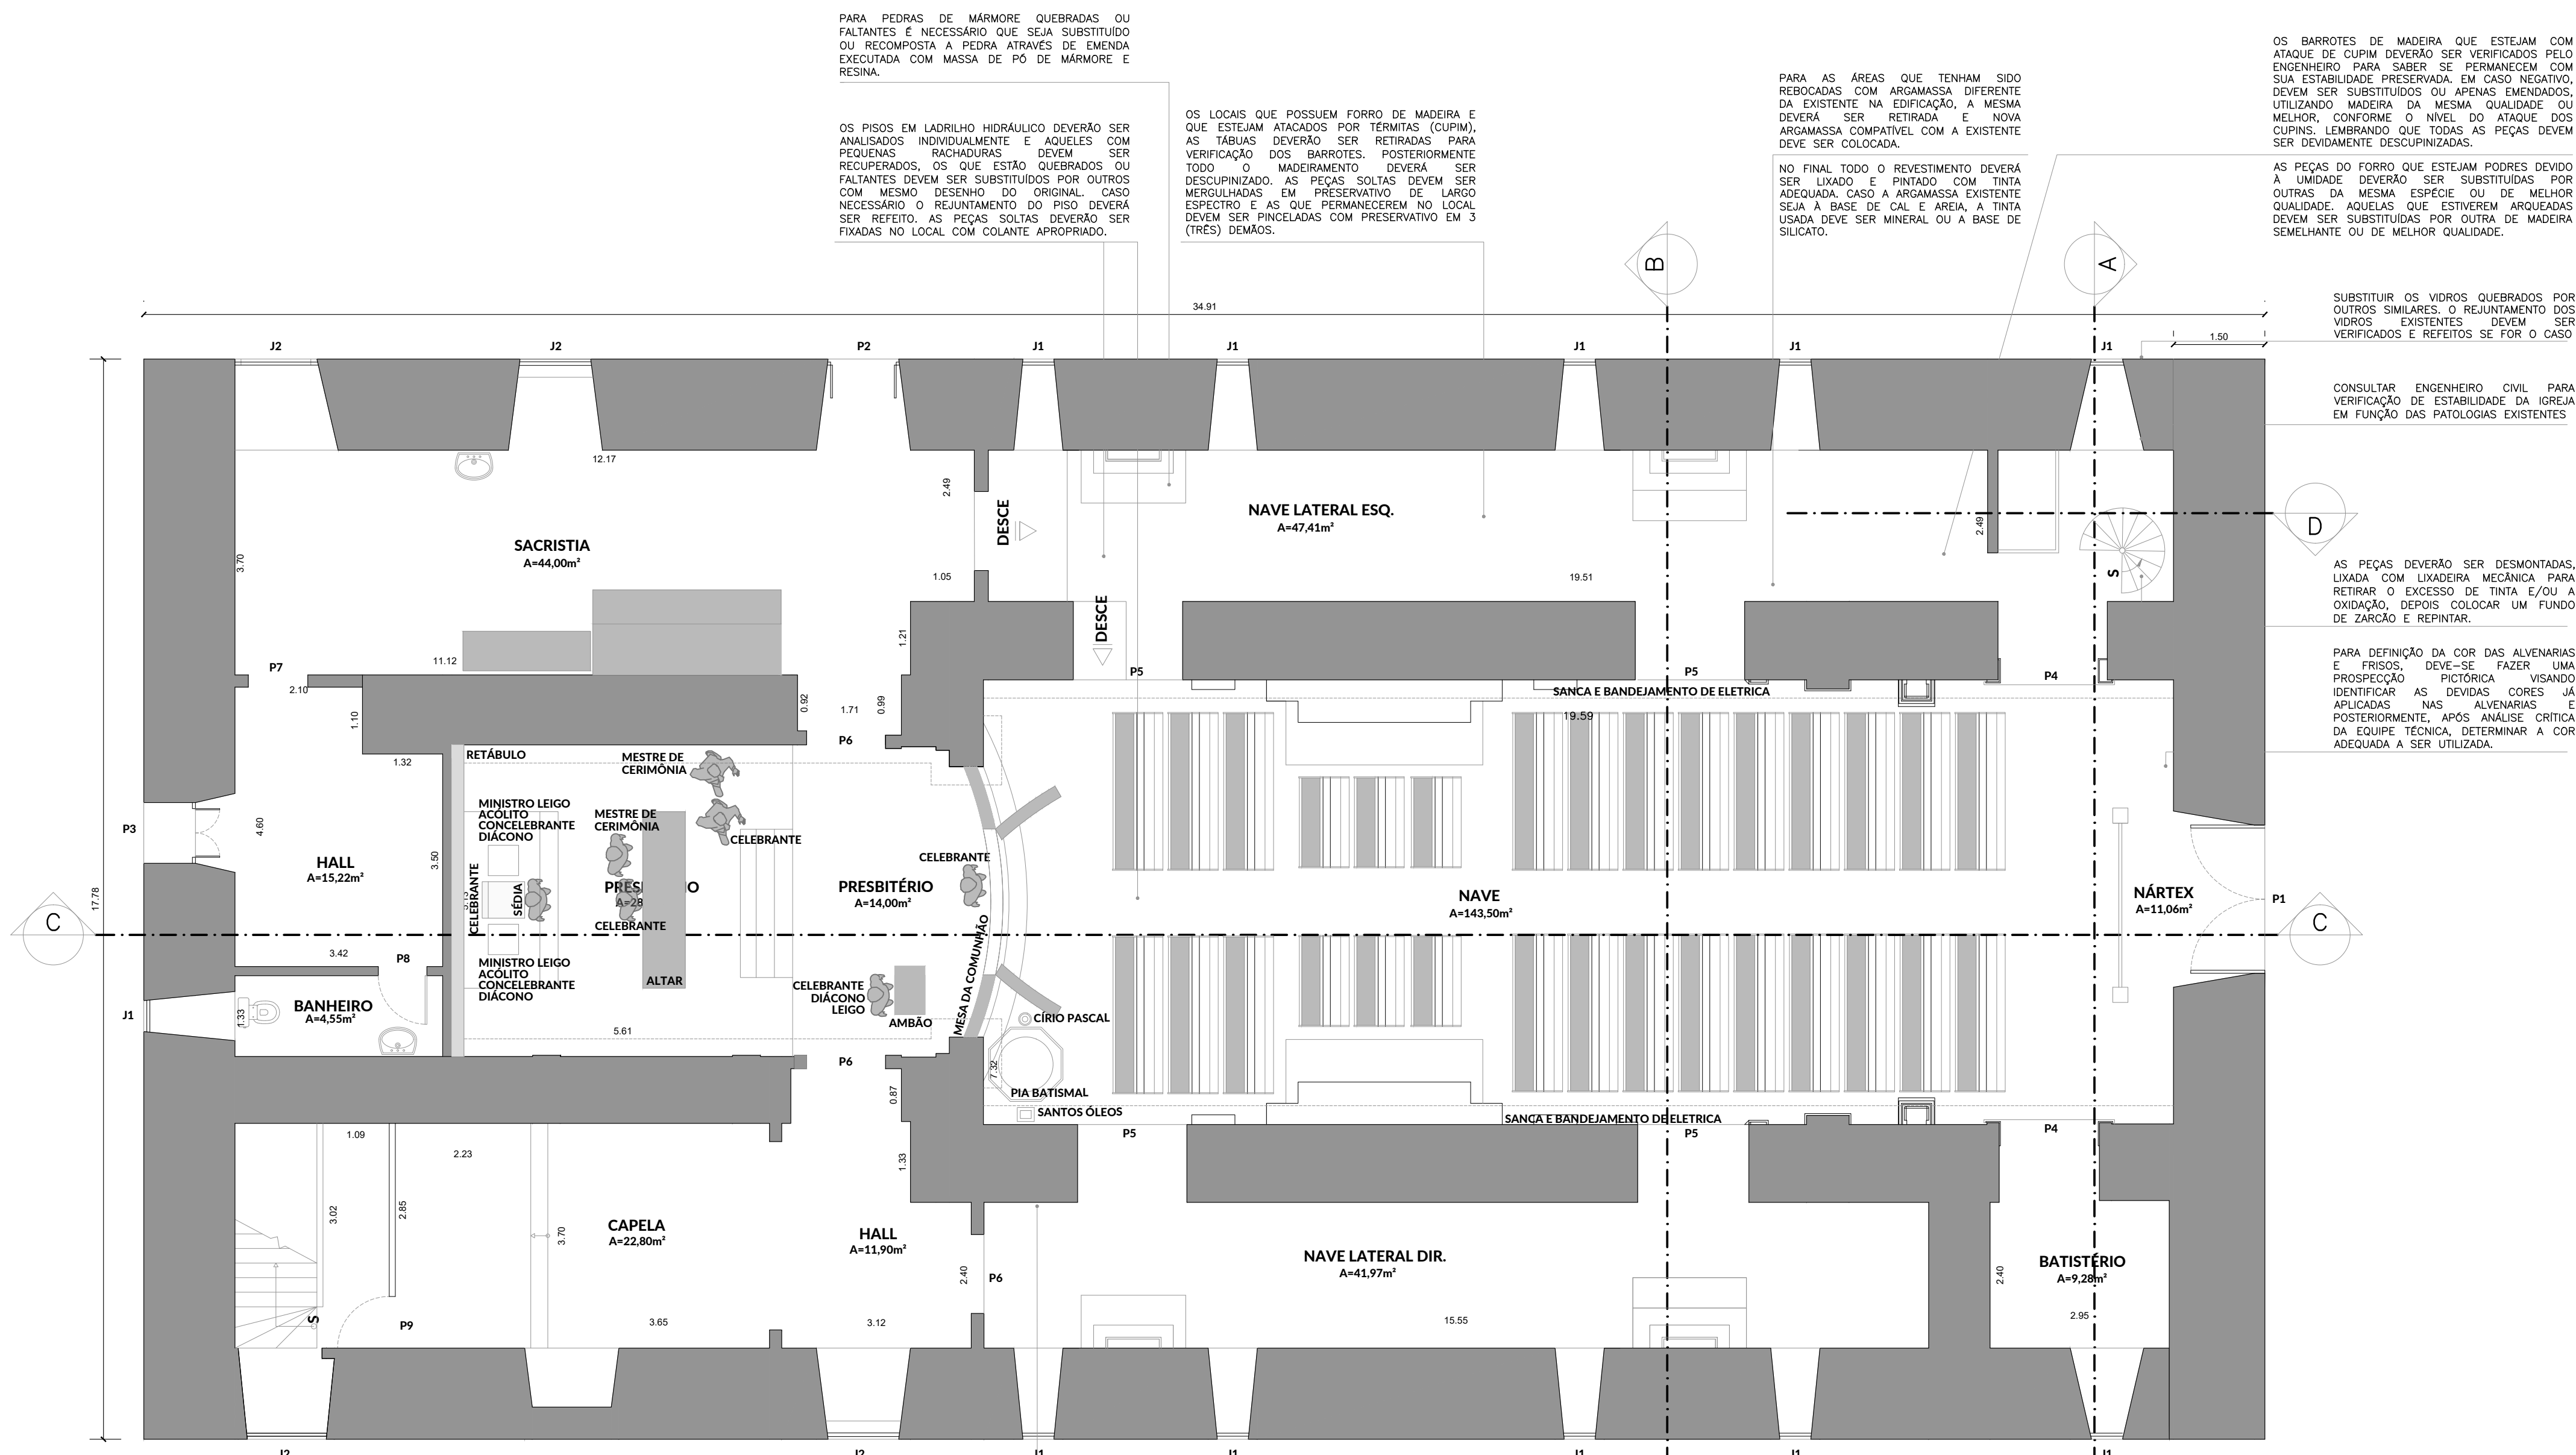 PARA PEDRAS DE MÁRMORE QUEBRADAS OU
FALTANTES É NECESSÁRIO QUE SEJA SUBSTITUÍDO
OU RECOMPOSTA A PEDRA ATRAVÉS DE EMENDA
EXECUTADA COM MASSA DE PÓ DE MÁRMORE E
RESINA.
OS PISOS EM LADRILHO HIDRÁULICO DEVERÃO SER
ANALISADOS INDIVIDUALMENTE E AQUELES COM
PEQUENAS RACHADURAS DEVEM SER
RECUPERADOS, OS QUE ESTÃO QUEBRADOS OU
FALTANTES DEVEM SER SUBSTITUÍDOS POR OUTROS
COM MESMO DESENHO DO ORIGINAL. CASO
NECESSÁRIO O REJUNTAMENTO DO PISO DEVERÁ
SER REFEITO. AS PEÇAS SOLTAS DEVERÃO SER
FIXADAS NO LOCAL COM COLANTE APROPRIADO.
OS LOCAIS QUE POSSUEM FORRO DE MADEIRA E
QUE ESTEJAM ATACADOS POR TÉRMITAS (CUPIM),
AS TÁBUAS DEVERÃO SER RETIRADAS PARA
VERIFICAÇÃO DOS BARROTES. POSTERIORMENTE
TODO O MADEIRAMENTO DEVERÁ SER
DESCUPINIZADO. AS PEÇAS SOLTAS DEVEM SER
MERGULHADAS EM PRESERVATIVO DE LARGO
ESPECTRO E AS QUE PERMANECEREM NO LOCAL
DEVEM SER PINCELADAS COM PRESERVATIVO EM 3
(TRÊS) DEMÃOS.
PARA AS ÁREAS QUE TENHAM SIDO
REBOCADAS COM ARGAMASSA DIFERENTE
DA EXISTENTE NA EDIFICAÇÃO, A MESMA
DEVERÁ SER RETIRADA E NOVA
ARGAMASSA COMPATÍVEL COM A EXISTENTE
DEVE SER COLOCADA.
NO FINAL TODO O REVESTIMENTO DEVERÁ
SER LIXADO E PINTADO COM TINTA
ADEQUADA. CASO A ARGAMASSA EXISTENTE
SEJA À BASE DE CAL E AREIA, A TINTA
USADA DEVE SER MINERAL OU A BASE DE
SILICATO.
OS BARROTES DE MADEIRA QUE ESTEJAM COM
ATAQUE DE CUPIM DEVERÃO SER VERIFICADOS PELO
ENGENHEIRO PARA SABER SE PERMANECEM COM
SUA ESTABILIDADE PRESERVADA. EM CASO NEGATIVO,
DEVEM SER SUBSTITUÍDOS OU APENAS EMENDADOS,
UTILIZANDO MADEIRA DA MESMA QUALIDADE OU
MELHOR, CONFORME O NÍVEL DO ATAQUE DOS
CUPINS. LEMBRANDO QUE TODAS AS PEÇAS DEVEM
SER DEVIDAMENTE DESCUPINIZADAS.
AS PEÇAS DO FORRO QUE ESTEJAM PODRES DEVIDO
À UMIDADE DEVERÃO SER SUBSTITUÍDAS POR
OUTRAS DA MESMA ESPÉCIE OU DE MELHOR
QUALIDADE. AQUELAS QUE ESTIVEREM ARQUEADAS
DEVEM SER SUBSTITUÍDAS POR OUTRA DE MADEIRA
SEMELHANTE OU DE MELHOR QUALIDADE.
SUBSTITUIR OS VIDROS QUEBRADOS POR
OUTROS SIMILARES. O REJUNTAMENTO DOS
VIDROS EXISTENTES DEVEM SER
VERIFICADOS E REFEITOS SE FOR O CASO
CONSULTAR ENGENHEIRO CIVIL PARA
VERIFICAÇÃO DE ESTABILIDADE DA IGREJA
EM FUNÇÃO DAS PATOLOGIAS EXISTENTES
AS PEÇAS DEVERÃO SER DESMONTADAS,
LIXADA COM LIXADEIRA MECÂNICA PARA
RETIRAR O EXCESSO DE TINTA E/OU A
OXIDAÇÃO, DEPOIS COLOCAR UM FUNDO
DE ZARCÃO E REPINTAR.
PARA DEFINIÇÃO DA COR DAS ALVENARIAS
E FRISOS, DEVE-SE FAZER UMA
PROSPECÇÃO PICTÓRICA VISANDO
IDENTIFICAR AS DEVIDAS CORES JÁ
APLICADAS NAS ALVENARIAS E
POSTERIORMENTE, APÓS ANÁLISE CRÍTICA
DA EQUIPE TÉCNICA, DETERMINAR A COR
ADEQUADA A SER UTILIZADA.
B
A
34.91
1.50
J2
J2
P2
J1
J1
J1
J1
J1
12.17
2.49
DESCE
NAVE LATERAL ESQ.
A=47,41m²
2.49
D
SACRISTIA
A=44,00m²
3.70
1.05
19.51
S
DESCE
1.21
11.12
P7
2.10
P5
P5
P4
SANCA E BANDEJAMENTO DE ELETRICA
19.59
1.10
0.92
1.71
0.99
P6
1.32
RETÁBULO
MESTRE DE
CERIMÔNIA
MINISTRO LEIGO
ACÓLITO
CONCELEBRANTE
DIÁCONO
MESTRE DE
CERIMÔNIA
CELEBRANTE
P3
4.60
3.50
HALL
A=15,22m²
CELEBRANTE
SÉDIA
PRESBITÉRIO
A=14,00m²
CELEBRANTE
CELEBRANTE
NAVE
A=143,50m²
NÁRTEX
A=11,06m²
P1
17.78
C
C
3.42
P8
MINISTRO LEIGO
ACÓLITO
CONCELEBRANTE
DIÁCONO
ALTAR
CELEBRANTE
DIÁCONO
LEIGO
AMBÃO
MESA DA COMUNHÃO
J1
1.33
BANHEIRO
A=4,55m²
5.61
CÍRIO PASCAL
7.32
P6
PIA BATISMAL
SANTOS ÓLEOS
0.87
SANCA E BANDEJAMENTO DE ELETRICA
P5
P5
P4
1.09
2.23
1.33
3.02
2.85
3.70
CAPELA
A=22,80m²
HALL
A=11,90m²
2.40
P6
NAVE LATERAL DIR.
A=41,97m²
2.40
BATISTÉRIO
A=9,28m²
2.95
S
P9
3.65
3.12
15.55
J2
J2
J1
J1
J1
J1
J1